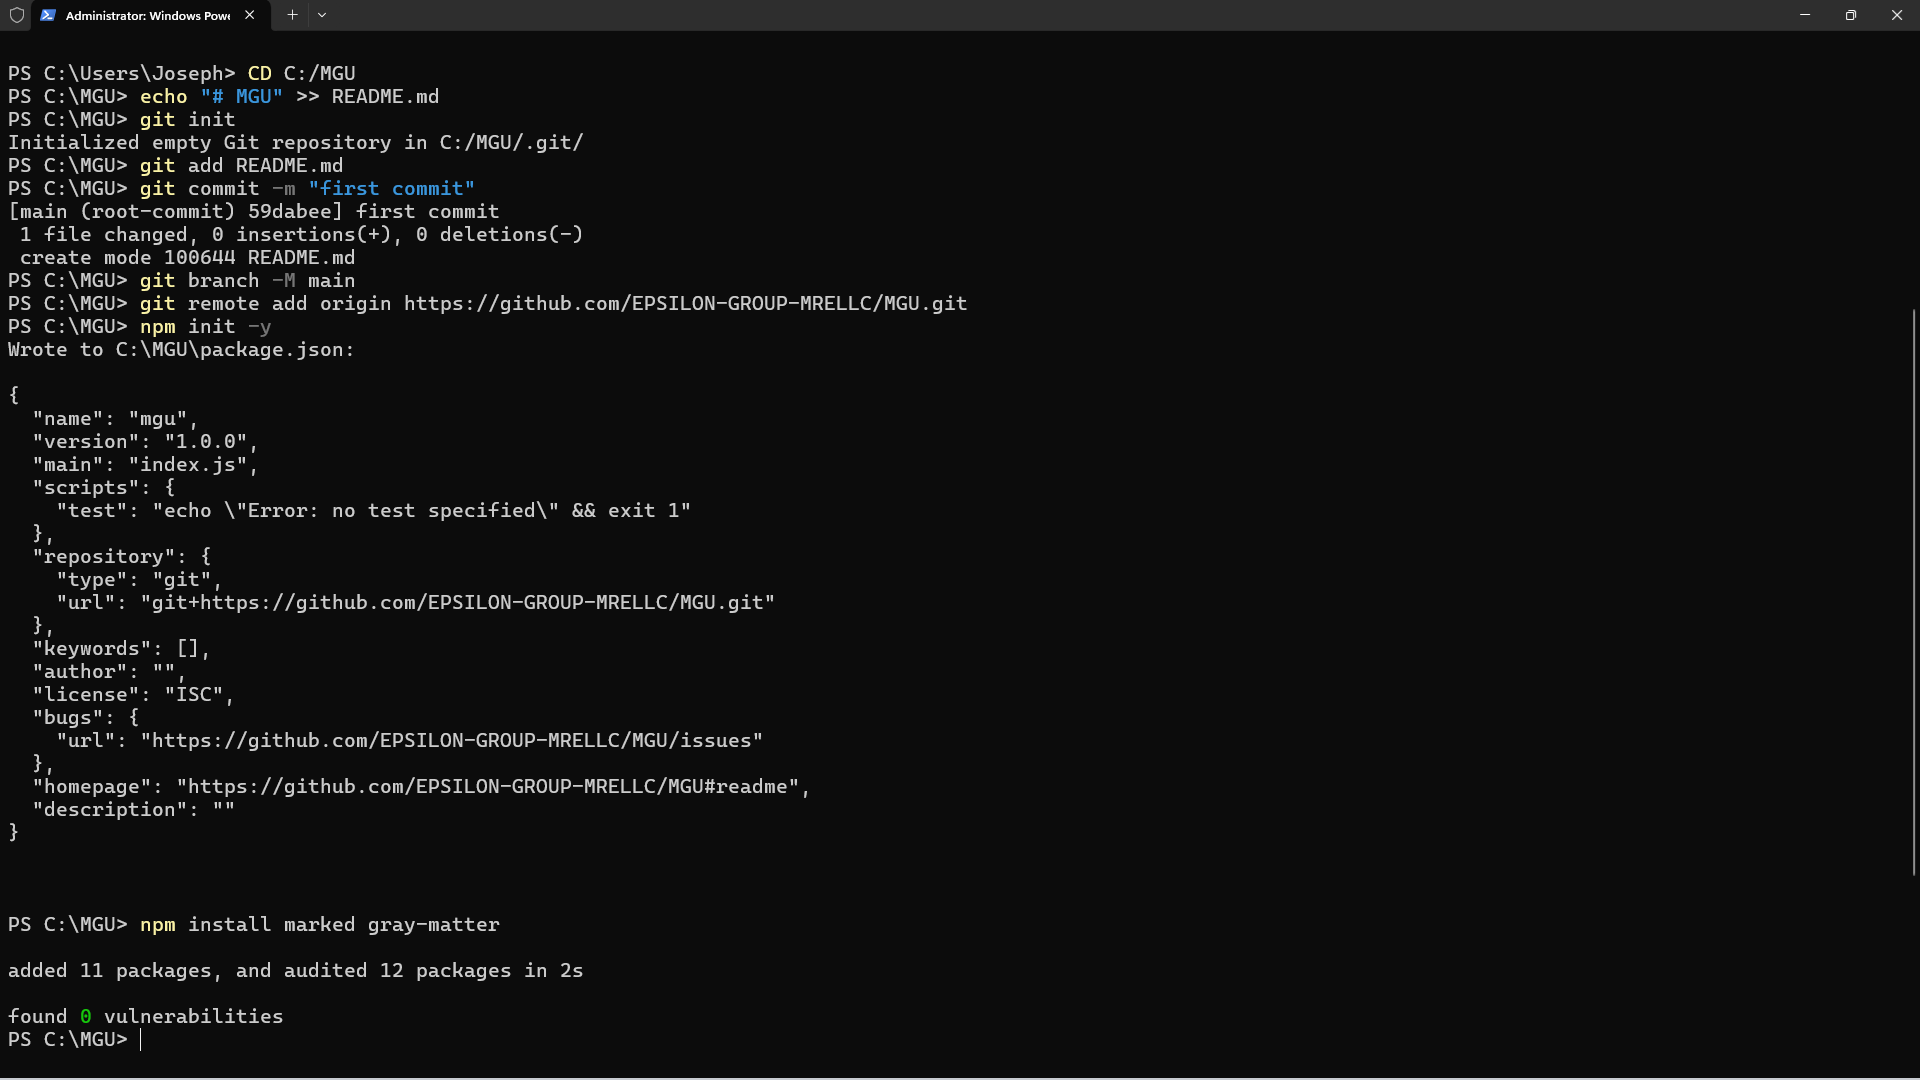 Administrator: Windows Powe
PS C:\Users\Joseph> CD C:/MGU
PS C:\MGU> echo "# MGU" >> README.md
PS C:\MGU> git init
Initialized empty Git repository in C:/MGU/.git/
PS C:\MGU> git add README.md
PS C:\MGU> git commit -m "first commit"
[main (root-commit) 59dabee] first commit
 1 file changed, 0 insertions(+), 0 deletions(-)
 create mode 100644 README.md
PS C:\MGU> git branch -M main
PS C:\MGU> git remote add origin https://github.com/EPSILON-GROUP-MRELLC/MGU.git
PS C:\MGU> npm init -y
Wrote to C:\MGU\package.json:
{
  "name": "mgu",
  "version": "1.0.0",
  "main": "index.js",
  "scripts": {
    "test": "echo \"Error: no test specified\" && exit 1"
  },
  "repository": {
    "type": "git",
    "url": "git+https://github.com/EPSILON-GROUP-MRELLC/MGU.git"
  },
  "keywords": [],
  "author": "",
  "license": "ISC",
  "bugs": {
    "url": "https://github.com/EPSILON-GROUP-MRELLC/MGU/issues"
  },
  "homepage": "https://github.com/EPSILON-GROUP-MRELLC/MGU#readme",
  "description": ""
}
PS C:\MGU> npm install marked gray-matter
added 11 packages, and audited 12 packages in 2s
found 0 vulnerabilities
PS C:\MGU>